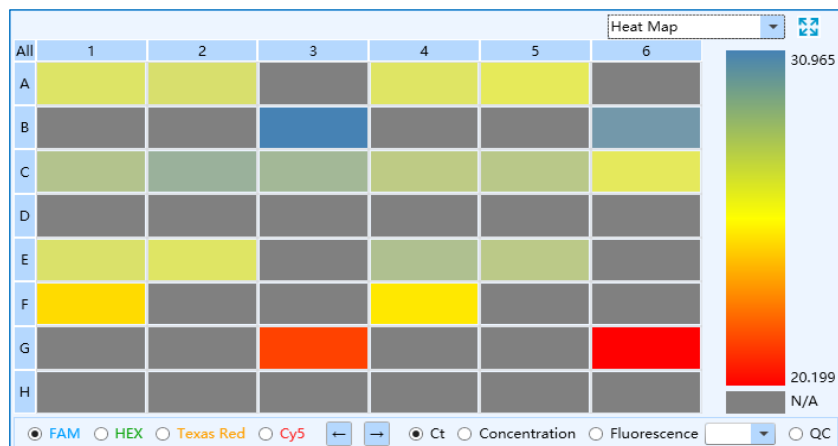 Heat Map
All 1 2 3 4 5 6
30.965
A
B
C
D
E
F
G
H
20.199
N/A
FAM HEX Texas Red Cy5 ← → Ct Concentration Fluorescence QC